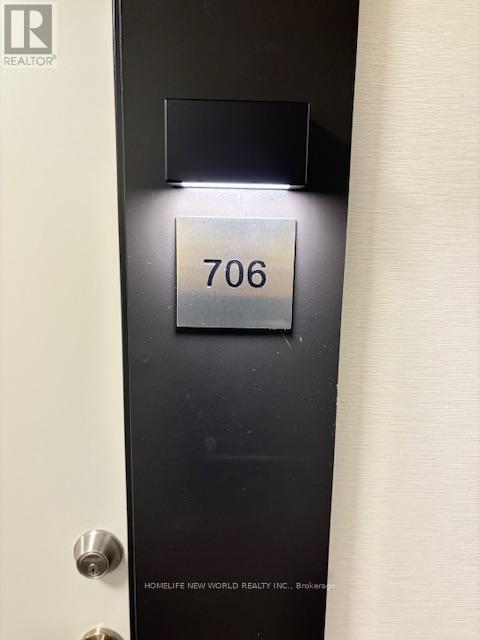 R
REALTOR®
706
HOMELIFE NEW WORLD REALTY INC., Brokerage